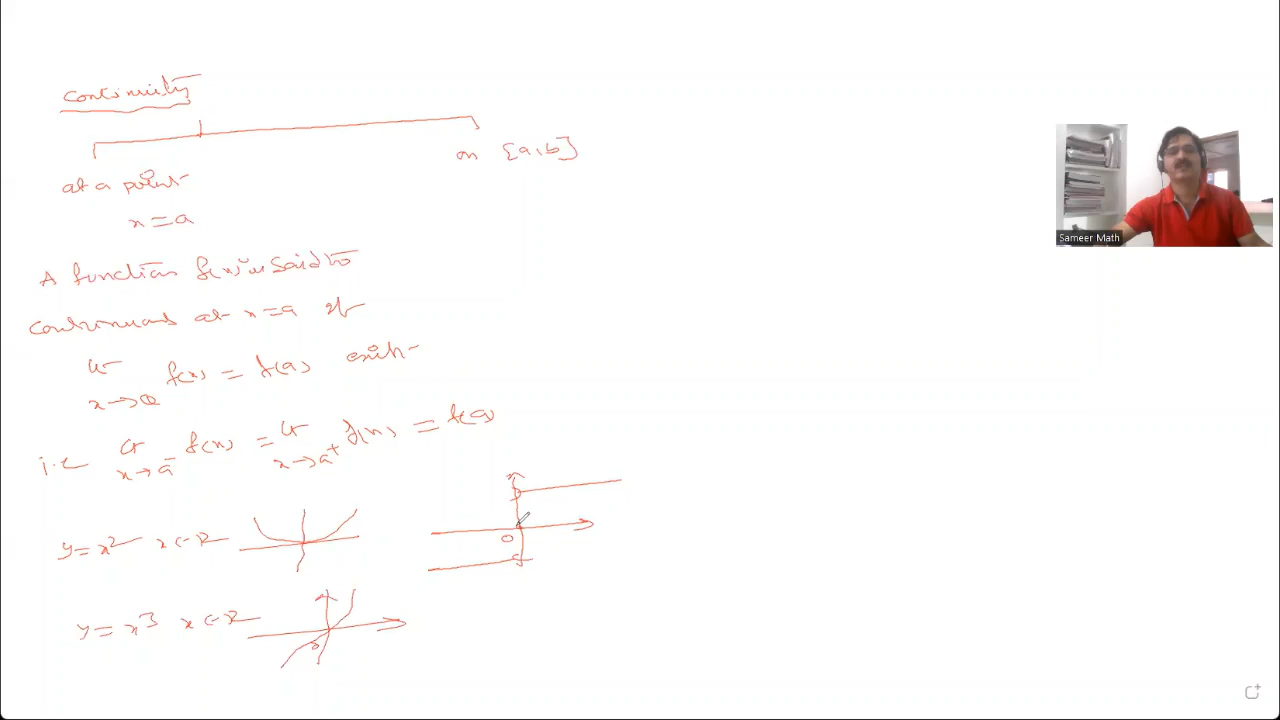 continuity
at a point
on [a,b]
x=a
A function f(x) is said to
continuous at x=a if
lt f(x) = f(a) exist
x→a
i.e lt f(x) = lt f(x) = f(a)
x→a⁻ x→a⁺
y=x² x∈R
o
y=x³ x∈R
o
Sameer Math